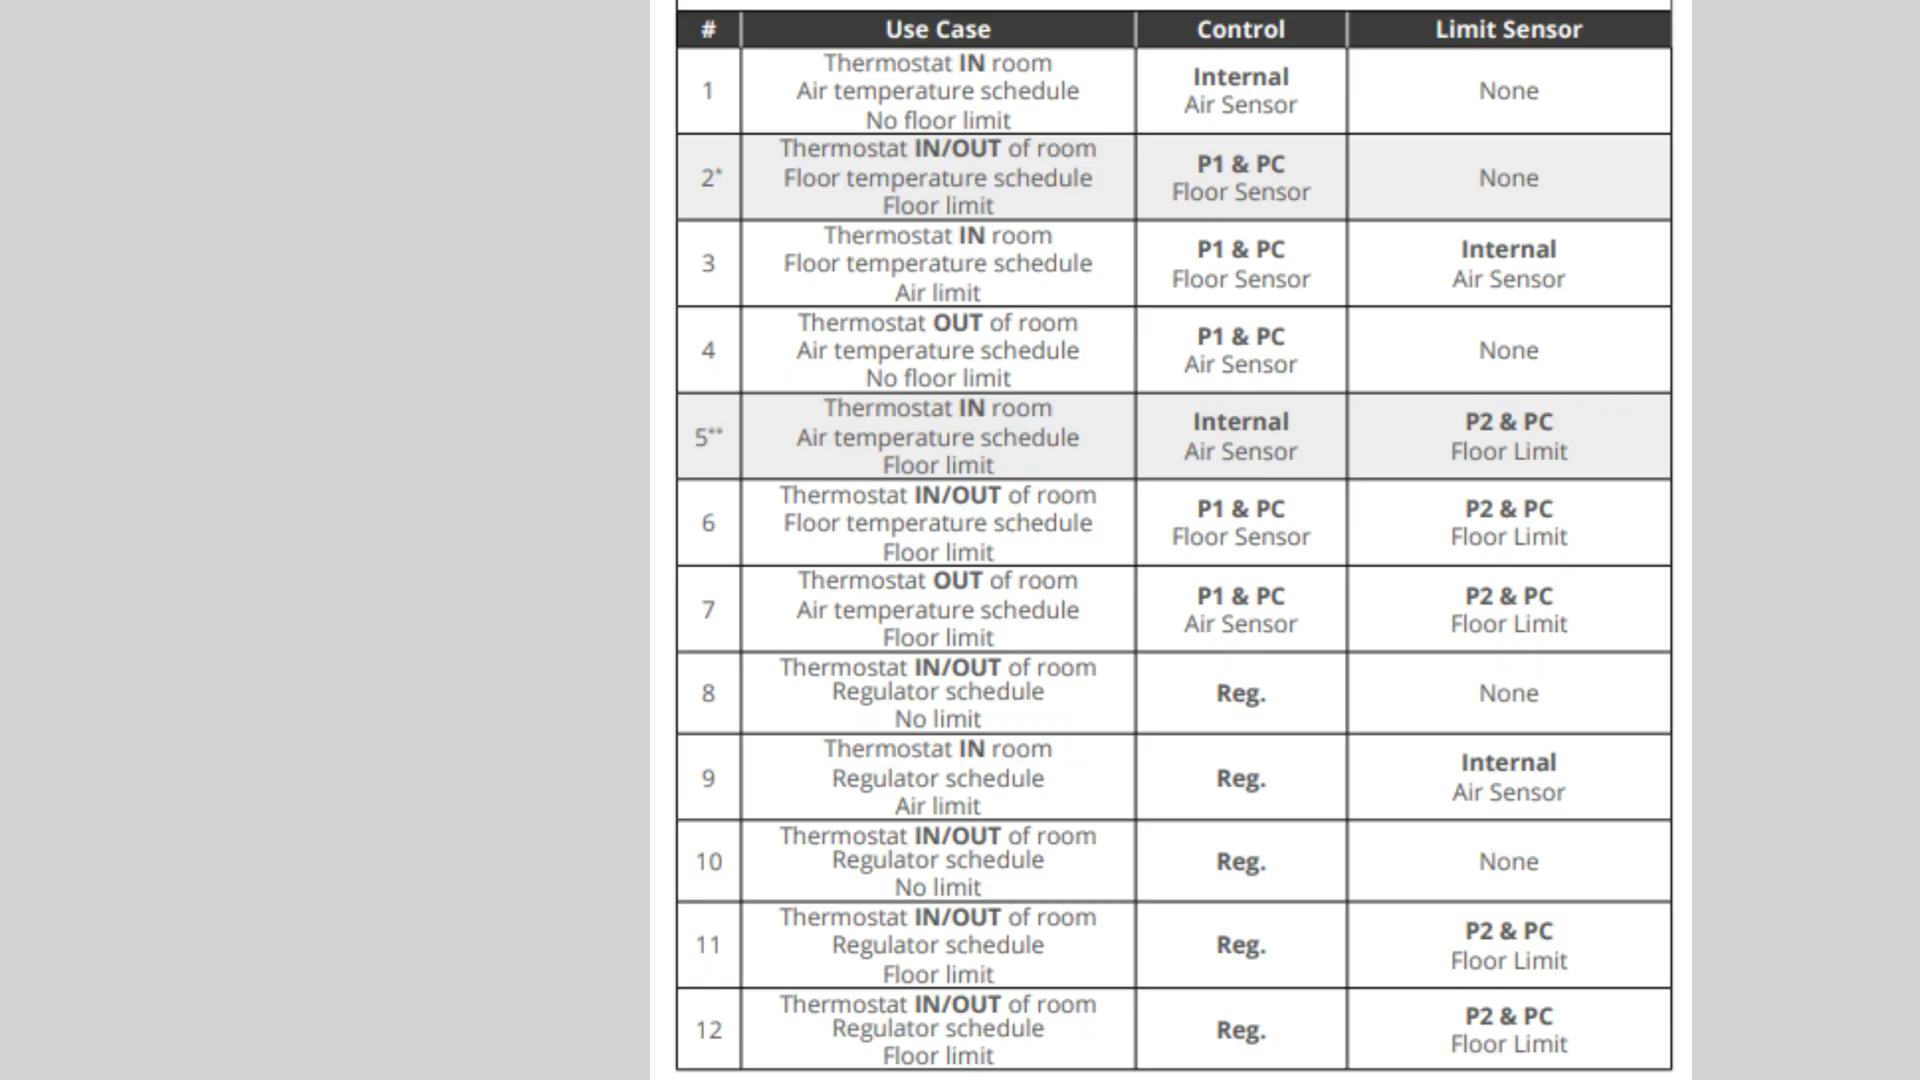 # Use Case Control Limit Sensor
1
Thermostat IN room
Air temperature schedule
No floor limit
Internal
Air Sensor
None
2*
Thermostat IN/OUT of room
Floor temperature schedule
Floor limit
P1 & PC
Floor Sensor
None
3
Thermostat IN room
Floor temperature schedule
Air limit
P1 & PC
Floor Sensor
Internal
Air Sensor
4
Thermostat OUT of room
Air temperature schedule
No floor limit
P1 & PC
Air Sensor
None
5**
Thermostat IN room
Air temperature schedule
Floor limit
Internal
Air Sensor
P2 & PC
Floor Limit
6
Thermostat IN/OUT of room
Floor temperature schedule
Floor limit
P1 & PC
Floor Sensor
P2 & PC
Floor Limit
7
Thermostat OUT of room
Air temperature schedule
Floor limit
P1 & PC
Air Sensor
P2 & PC
Floor Limit
8
Thermostat IN/OUT of room
Regulator schedule
No limit
Reg.
None
9
Thermostat IN room
Regulator schedule
Air limit
Reg.
Internal
Air Sensor
10
Thermostat IN/OUT of room
Regulator schedule
No limit
Reg.
None
11
Thermostat IN/OUT of room
Regulator schedule
Floor limit
Reg.
P2 & PC
Floor Limit
12
Thermostat IN/OUT of room
Regulator schedule
Floor limit
Reg.
P2 & PC
Floor Limit